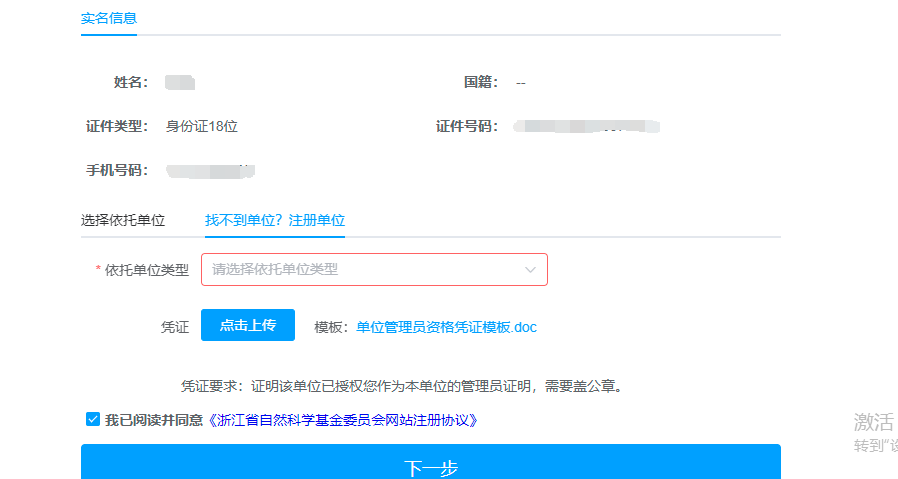 实名信息
姓名： 国籍： --
证件类型： 身份证18位 证件号码：
手机号码：
选择依托单位 找不到单位？注册单位
* 依托单位类型 请选择依托单位类型
凭证 点击上传 模板：单位管理员资格凭证模板.doc
凭证要求：证明该单位已授权您作为本单位的管理员证明，需要盖公章。
我已阅读并同意《浙江省自然科学基金委员会网站注册协议》
激活
转到"设
下一步